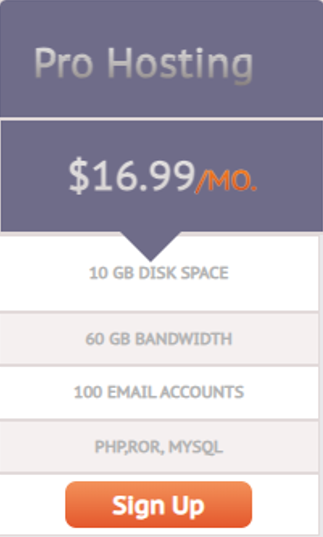 Pro Hosting
$16.99/MO.
10 GB DISK SPACE
60 GB BANDWIDTH
100 EMAIL ACCOUNTS
PHP,ROR, MYSQL
Sign Up